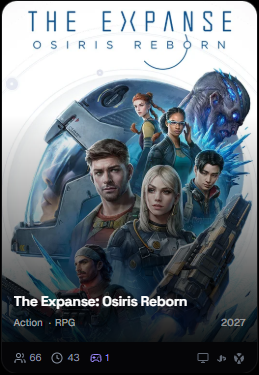 THE EXPANSE
OSIRIS REBORN
The Expanse: Osiris Reborn
Action · RPG 2027
66 43 1